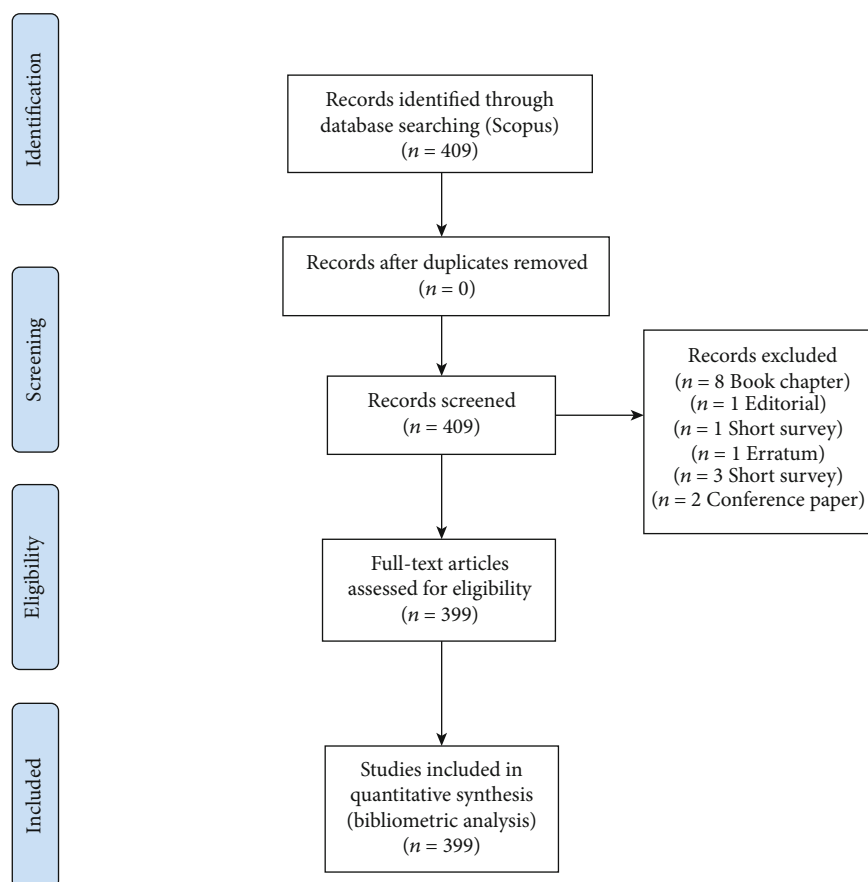 Identification
Records identified through
database searching (Scopus)
(n = 409)
Records after duplicates removed
(n = 0)
Screening
Records screened
(n = 409)
Records excluded
(n = 8 Book chapter)
(n = 1 Editorial)
(n = 1 Short survey)
(n = 1 Erratum)
(n = 3 Short survey)
(n = 2 Conference paper)
Eligibility
Full-text articles
assessed for eligibility
(n = 399)
Included
Studies included in
quantitative synthesis
(bibliometric analysis)
(n = 399)